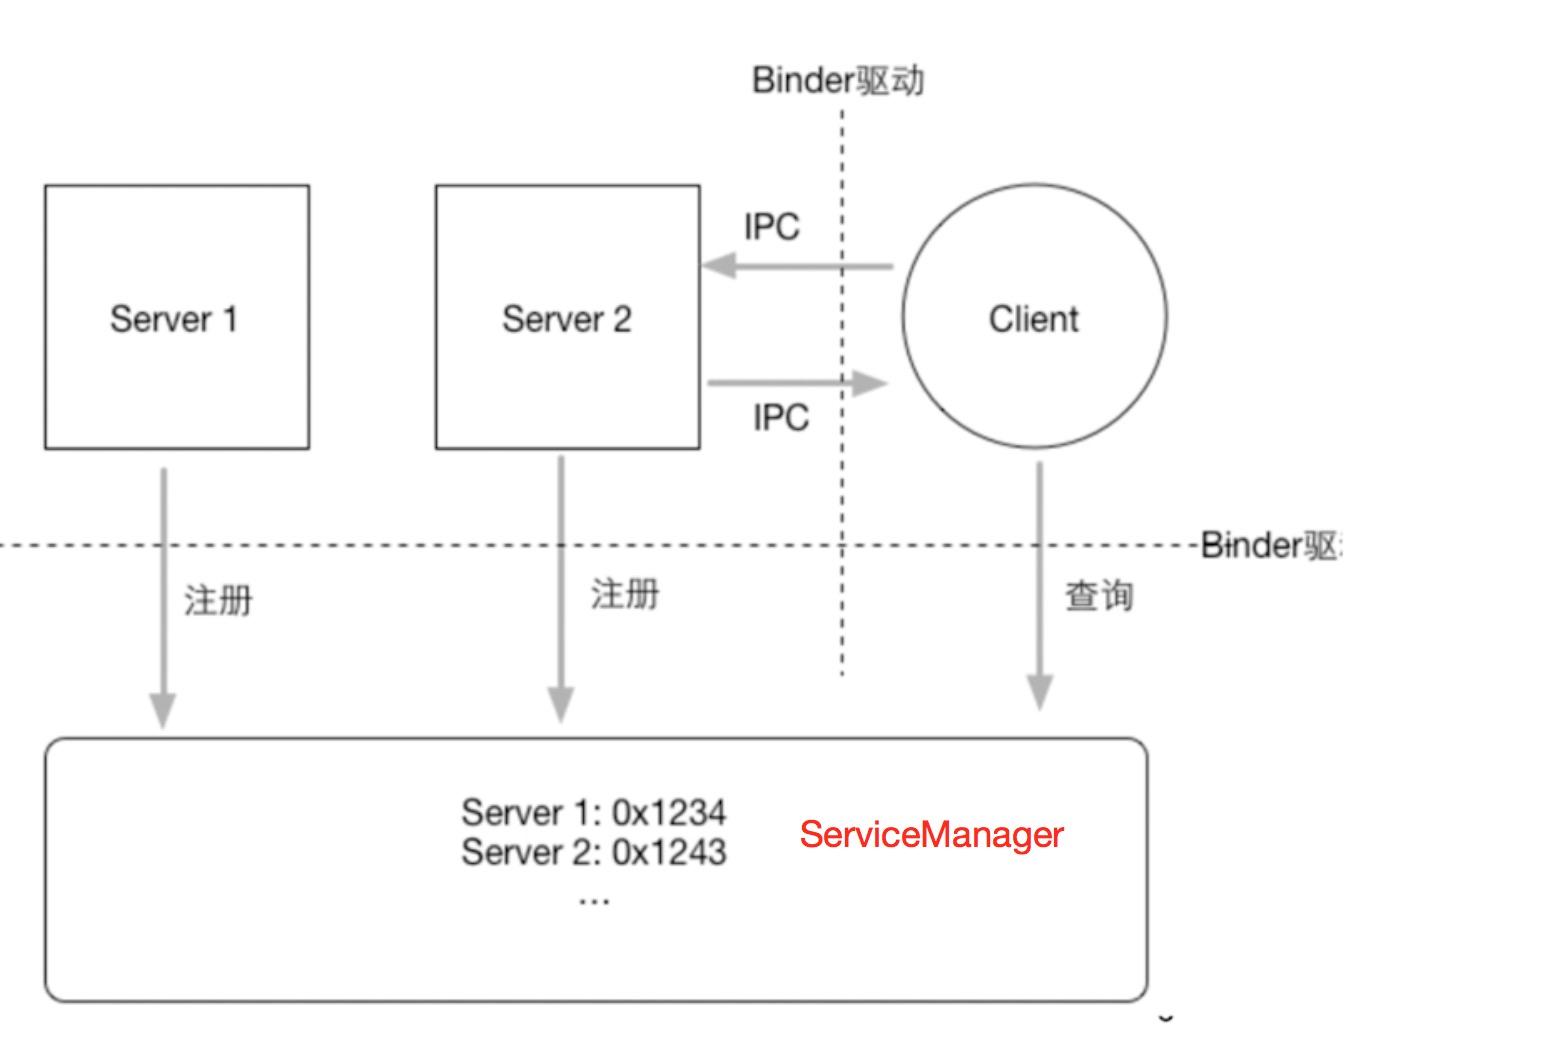 Binder驱动
IPC
Server 1
Server 2
Client
IPC
Binder驱
注册
注册
查询
Server 1: 0x1234
Server 2: 0x1243
...
ServiceManager